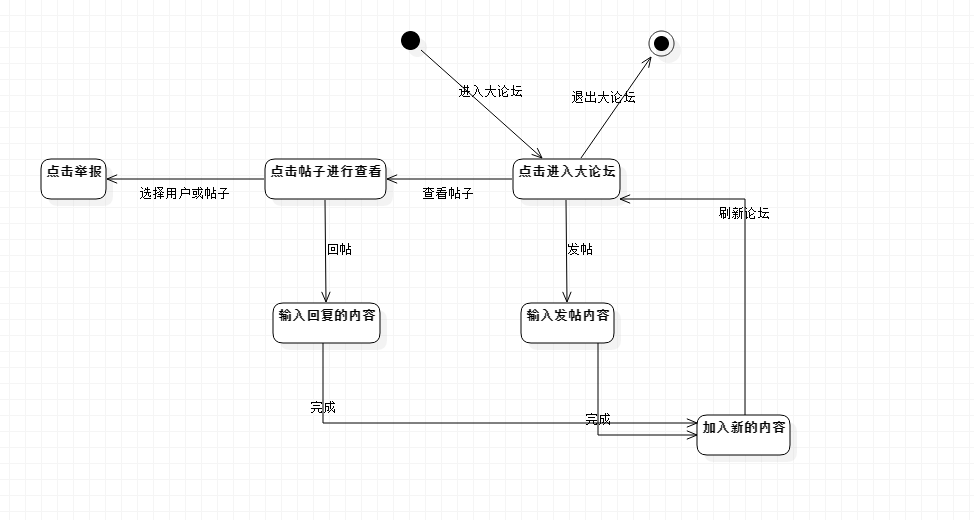 进入大论坛
退出大论坛
点击举报
点击帖子进行查看
点击进入大论坛
选择用户或帖子
查看帖子
刷新论坛
回帖
发帖
输入回复的内容
输入发帖内容
完成
完成
加入新的内容